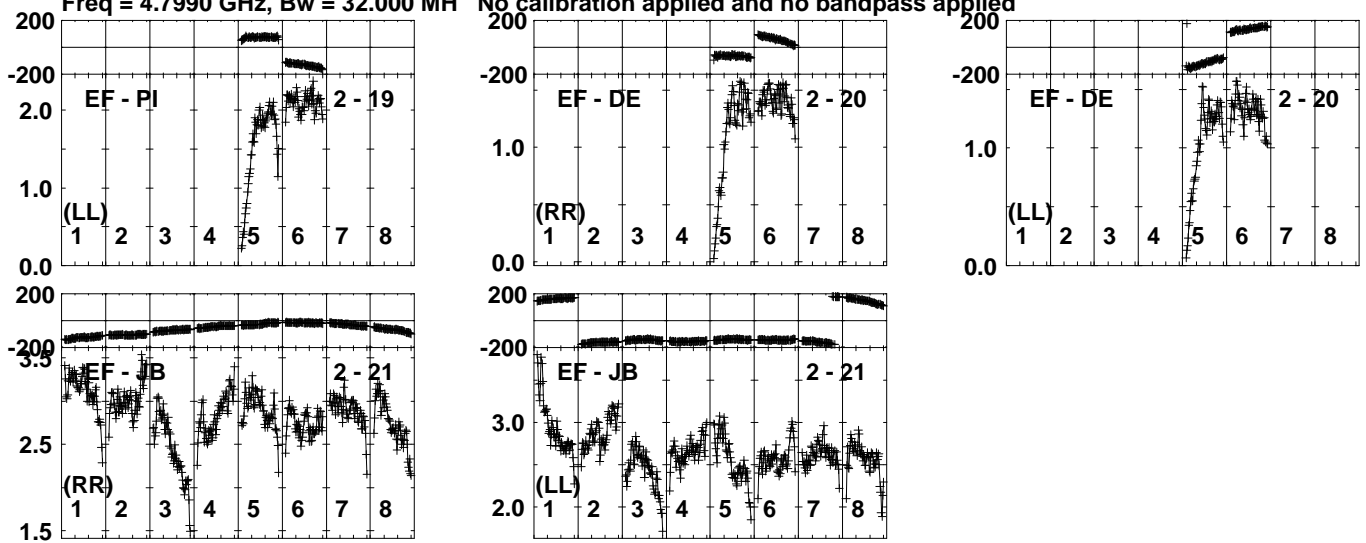 Freq = 4.7990 GHz, Bw = 32.000 MH No calibration applied and no bandpass applied
200 200 200
-200 -200 -200
EF - PI 2 - 19 EF - DE 2 - 20 EF - DE 2 - 20
2.0
1.0 1.0 1.0
(LL) (RR) (LL)
1 2 3 4 5 6 7 8 1 2 3 4 5 6 7 8 1 2 3 4 5 6 7 8
0.0 0.0 0.0
200 200
-200 -200
3.5
EF - JB 2 - 21 EF - JB 2 - 21
3.0
2.5
(RR) (LL)
1 2 3 4 5 6 7 8 1 2 3 4 5 6 7 8
2.0
1.5